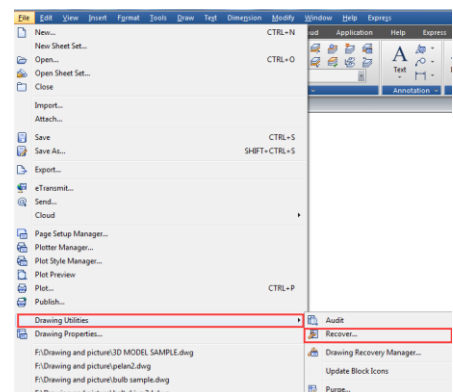 File Edit View Insert Format Tools Draw Text Dimension Modify Window Help Express
New... CTRL+N
New Sheet Set...
Open... CTRL+O
Open Sheet Set...
Close
Import...
Attach...
Save CTRL+S
Save As... SHIFT+CTRL+S
Export...
eTransmit...
Send...
Cloud
Page Setup Manager...
Plotter Manager...
Plot Style Manager...
Plot Preview
Plot... CTRL+P
Publish...
Drawing Utilities
Drawing Properties...
F:\Drawing and picture\3D MODEL SAMPLE.dwg
F:\Drawing and picture\pelan2.dwg
F:\Drawing and picture\bulb sample.dwg
Application Help Express
A
Text
Annotation
Audit
Recover...
Drawing Recovery Manager...
Update Block Icons
Purge...